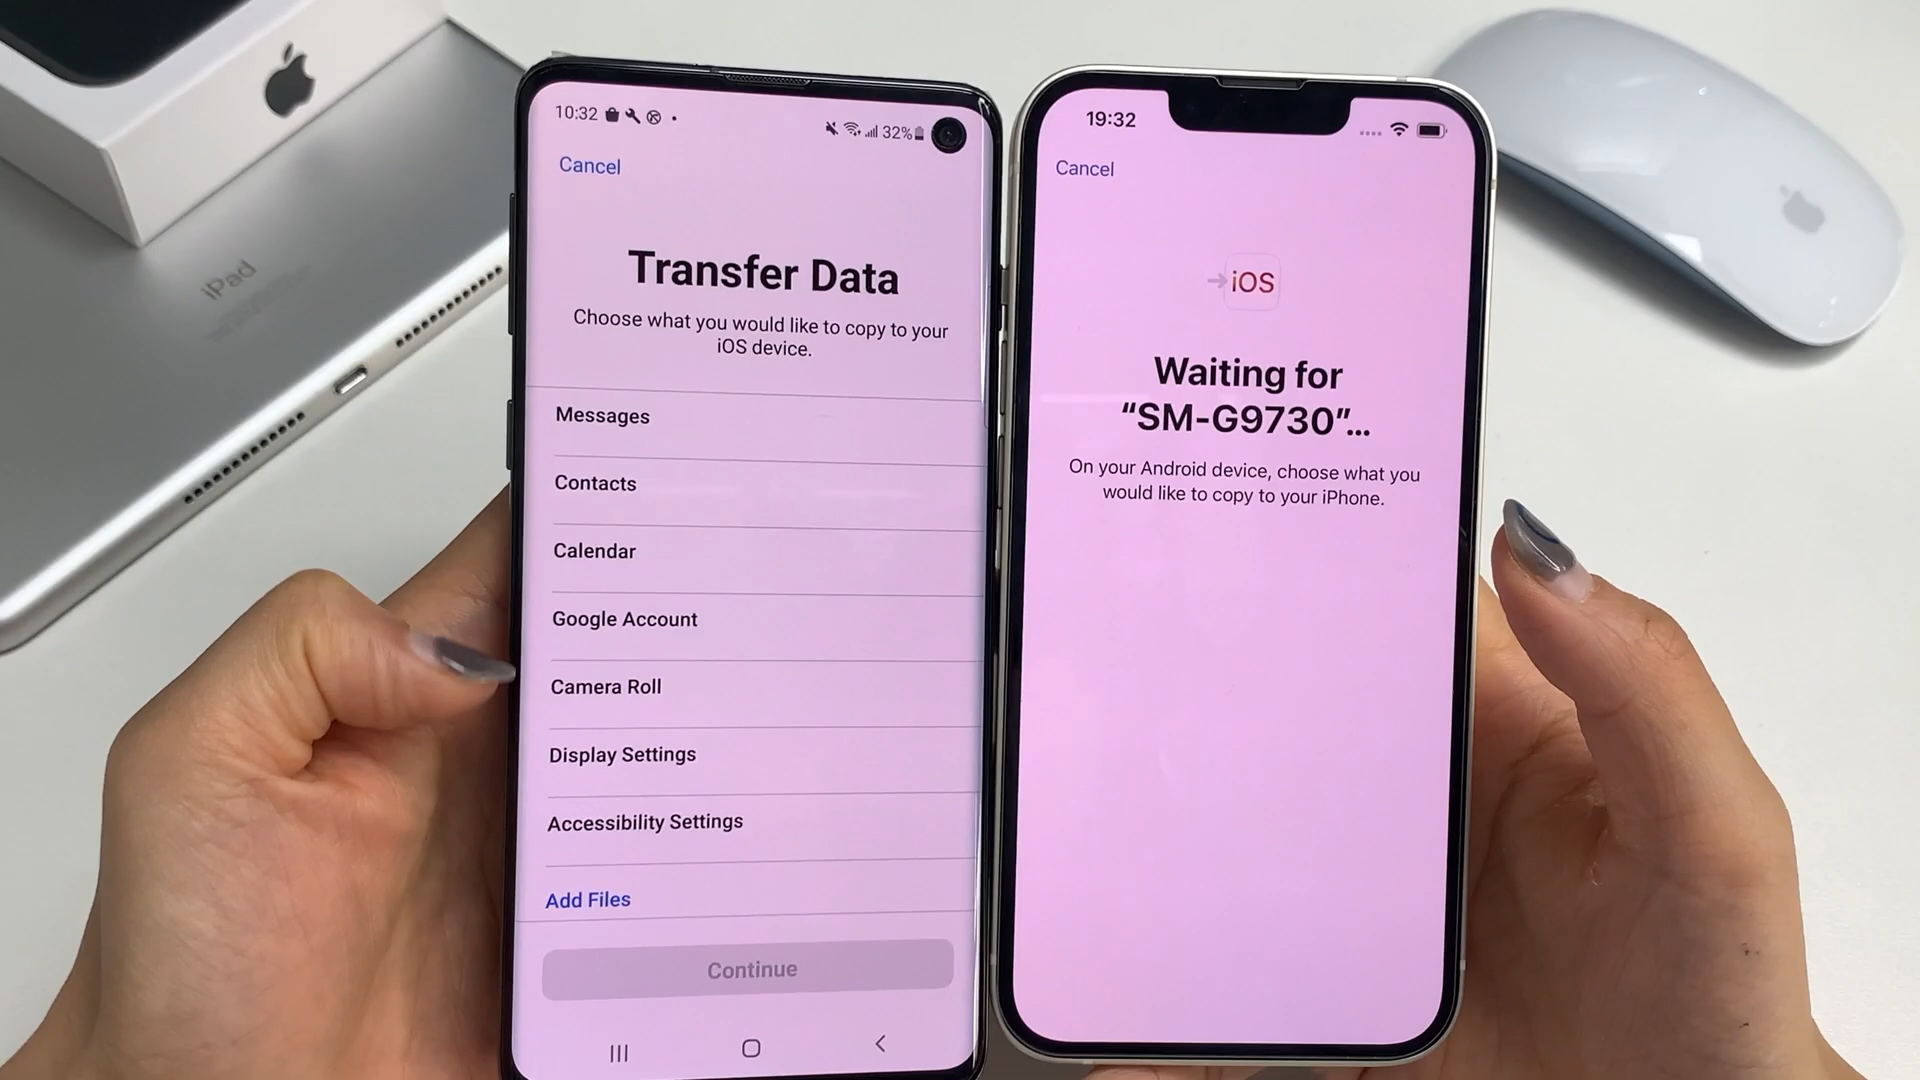 iPad
10:32
32%
Cancel
Transfer Data
Choose what you would like to copy to your
iOS device.
Messages
Contacts
Calendar
Google Account
Camera Roll
Display Settings
Accessibility Settings
Add Files
Continue
19:32
Cancel
iOS
Waiting for
“SM-G9730”...
On your Android device, choose what you
would like to copy to your iPhone.